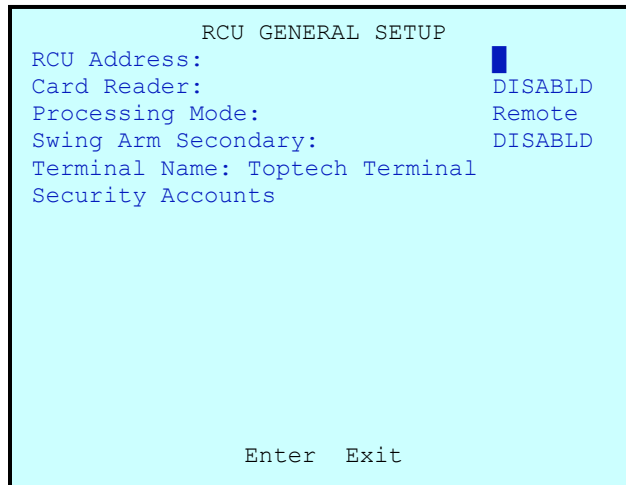 RCU GENERAL SETUP
RCU Address:
Card Reader: DISABLD
Processing Mode: Remote
Swing Arm Secondary: DISABLD
Terminal Name: Toptech Terminal
Security Accounts
Enter Exit